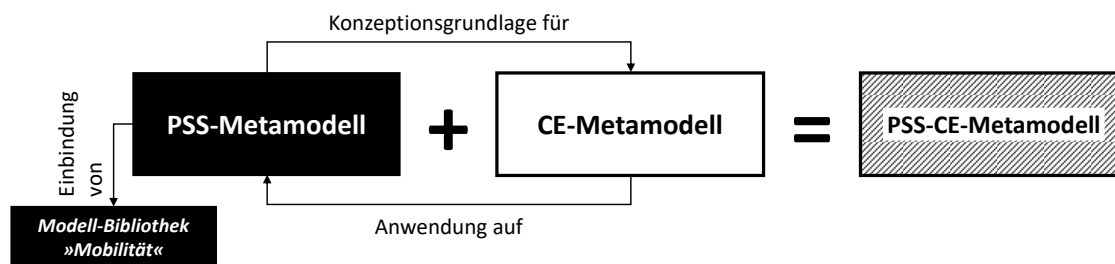 Konzeptionsgrundlage für
PSS-Metamodell
+
CE-Metamodell
=
PSS-CE-Metamodell
Einbindung
von
Anwendung auf
Modell-Bibliothek
»Mobilität«